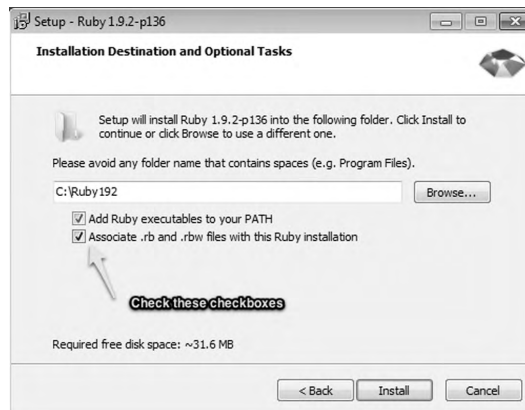 Setup - Ruby 1.9.2-p136
Installation Destination and Optional Tasks
Setup will install Ruby 1.9.2-p136 into the following folder. Click Install to
continue or click Browse to use a different one.
Please avoid any folder name that contains spaces (e.g. Program Files).
C:\Ruby192
Browse...
Add Ruby executables to your PATH
Associate .rb and .rbw files with this Ruby installation
Check these checkboxes
Required free disk space: ~31.6 MB
< Back Install Cancel